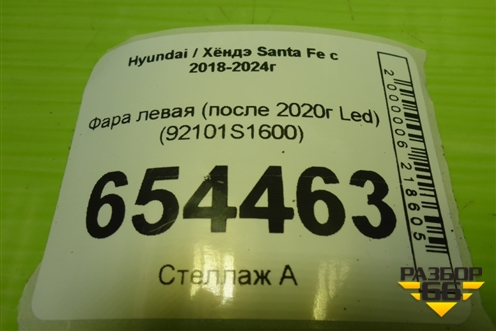 Hyundai / Хёндэ Santa Fe с
2018-2024г
Фара левая (после 2020г Led)
(92101S1600)
654463
Стеллаж А
2000006218605
РАЗБОР
66